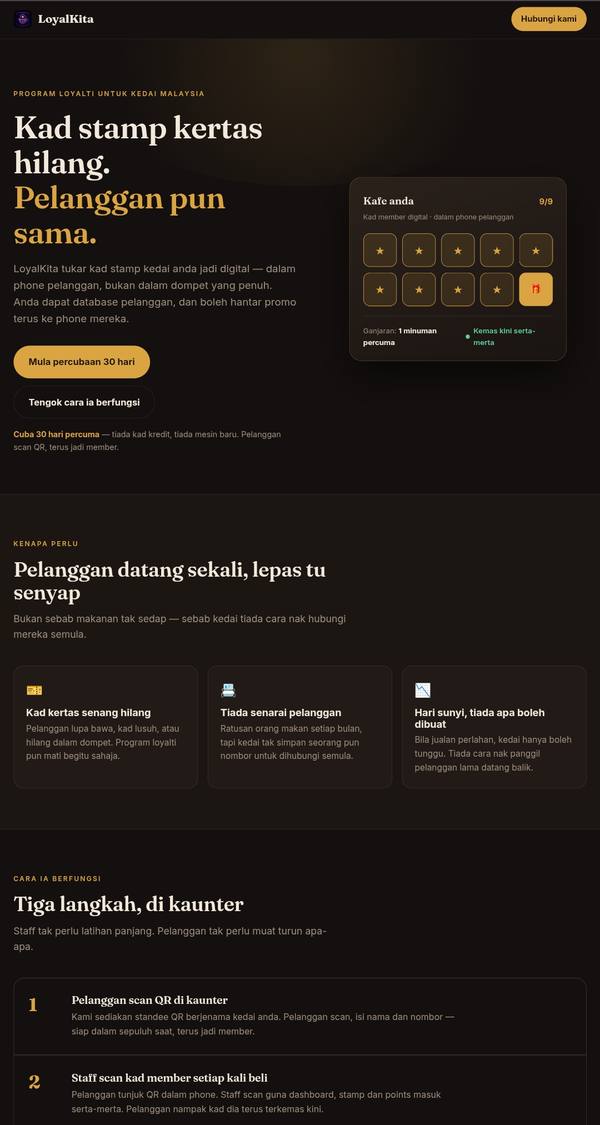 LoyalKita
Hubungi kami
PROGRAM LOYALTI UNTUK KEDAI MALAYSIA
Kad stamp kertas
hilang.
Pelanggan pun
sama.
LoyalKita tukar kad stamp kedai anda jadi digital — dalam
phone pelanggan, bukan dalam dompet yang penuh.
Anda dapat database pelanggan, dan boleh hantar promo
terus ke phone mereka.
Mula percubaan 30 hari
Tengok cara ia berfungsi
Cuba 30 hari percuma — tiada kad kredit, tiada mesin baru. Pelanggan
scan QR, terus jadi member.
Kafe anda
9/9
Kad member digital · dalam phone pelanggan
Ganjaran: 1 minuman
percuma
Kemas kini serta-
merta
KENAPA PERLU
Pelanggan datang sekali, lepas tu
senyap
Bukan sebab makanan tak sedap — sebab kedai tiada cara nak hubungi
mereka semula.
Kad kertas senang hilang
Pelanggan lupa bawa, kad lusuh, atau
hilang dalam dompet. Program loyalti
pun mati begitu sahaja.
Tiada senarai pelanggan
Ratusan orang makan setiap bulan,
tapi kedai tak simpan seorang pun
nombor untuk dihubungi semula.
Hari sunyi, tiada apa boleh
dibuat
Bila jualan perlahan, kedai hanya boleh
tunggu. Tiada cara nak panggil
pelanggan lama datang balik.
CARA IA BERFUNGSI
Tiga langkah, di kaunter
Staff tak perlu latihan panjang. Pelanggan tak perlu muat turun apa-
apa.
1
Pelanggan scan QR di kaunter
Kami sediakan standee QR berjenama kedai anda. Pelanggan scan, isi nama dan nombor —
siap dalam sepuluh saat, terus jadi member.
2
Staff scan kad member setiap kali beli
Pelanggan tunjuk QR dalam phone. Staff scan guna dashboard, stamp dan points masuk
serta-merta. Pelanggan nampak kad dia terus terkemas kini.